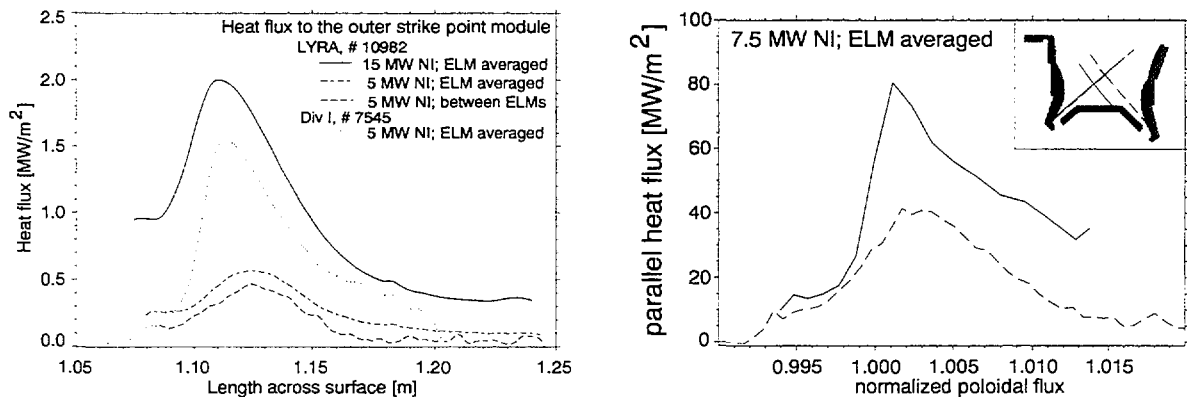 Heat flux to the outer strike point module
LYRA, # 10982
15 MW NI; ELM averaged
5 MW NI; ELM averaged
5 MW NI; between ELMs
Div I, # 7545
5 MW NI; ELM averaged
Heat flux [MW/m²]
2.5
2.0
1.5
1.0
0.5
0.0
1.05
1.10
1.15
1.20
1.25
Length across surface [m]
7.5 MW NI; ELM averaged
parallel heat flux [MW/m²]
100
80
60
40
20
0
0.995
1.000
1.005
1.010
1.015
normalized poloidal flux